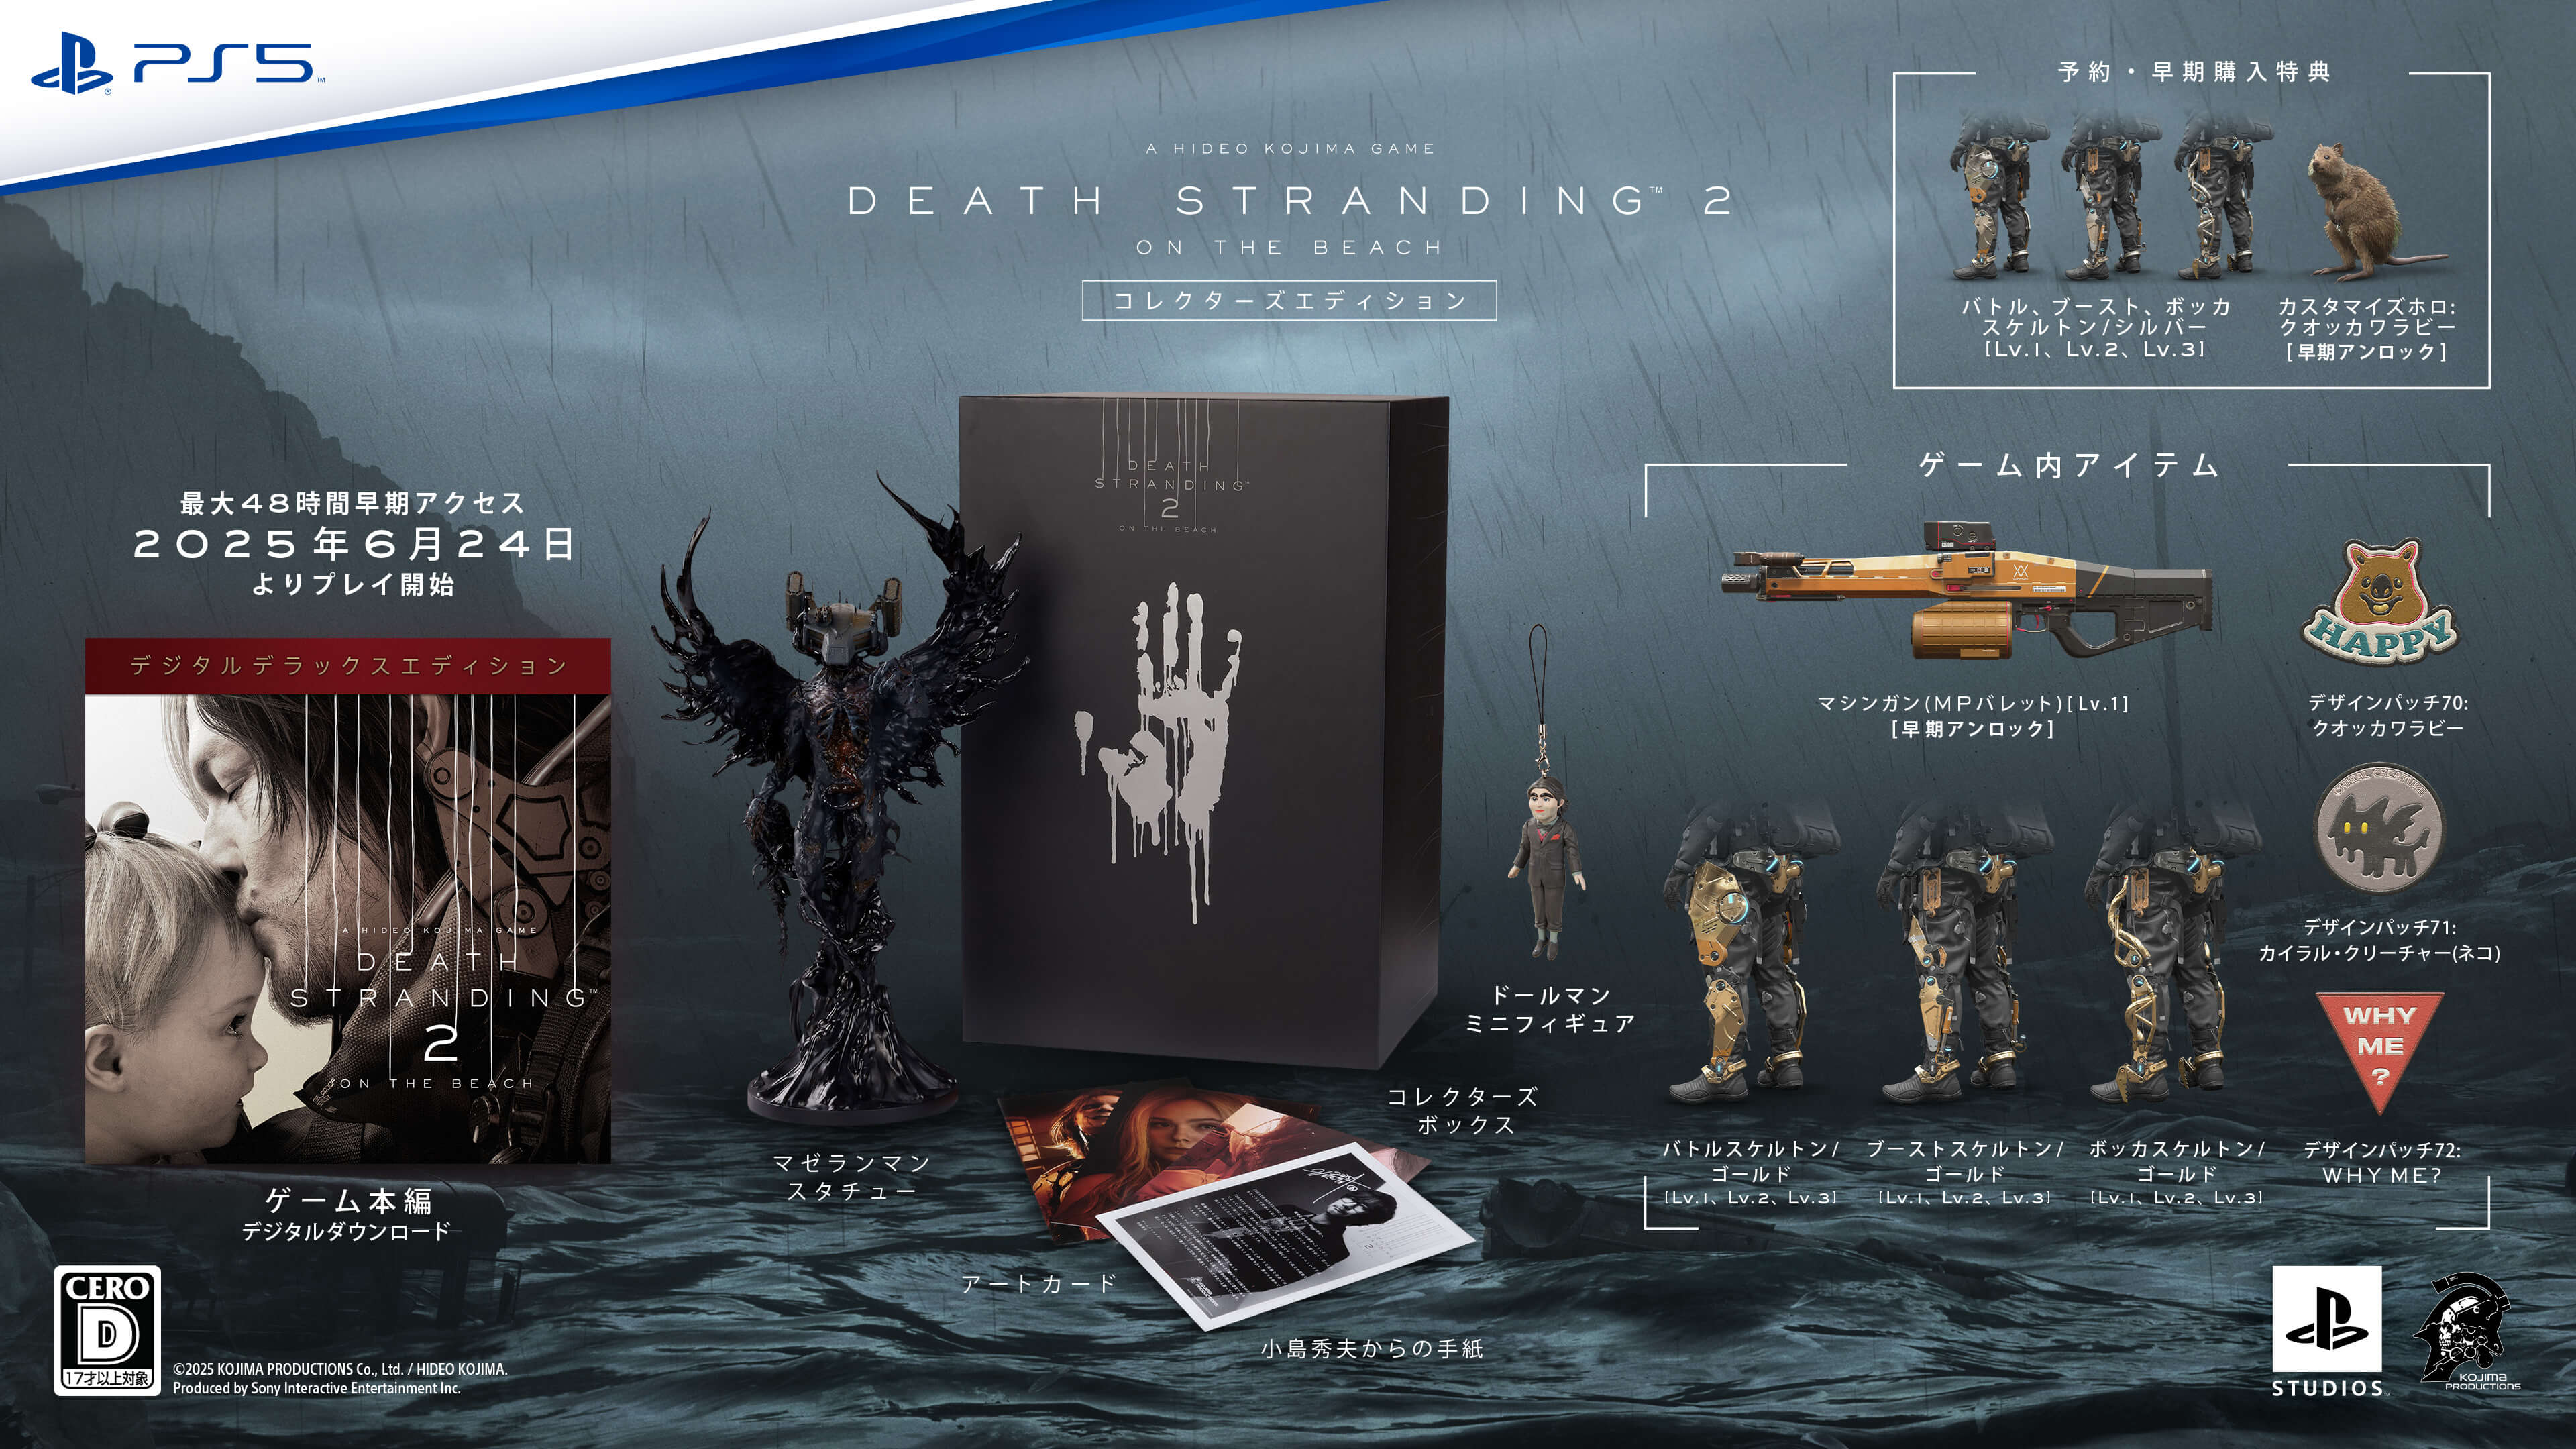 PS5
A HIDEO KOJIMA GAME
DEATH STRANDING™ 2
ON THE BEACH
コレクターズエディション
予約・早期購入特典
バトル、ブースト、ボッカ
スケルトン/シルバー
[Lv.1、Lv.2、Lv.3]
カスタマイズホロ:
クオッカワラビー
[早期アンロック]
最大48時間早期アクセス
2025年6月24日
よりプレイ開始
デジタルデラックスエディション
A HIDEO KOJIMA GAME
DEATH
STRANDING™
2
ON THE BEACH
ゲーム本編
デジタルダウンロード
DEATH
STRANDING™
2
ON THE BEACH
マゼランマン
スタチュー
コレクターズ
ボックス
ドールマン
ミニフィギュア
アートカード
小島秀夫からの手紙
ゲーム内アイテム
マシンガン(MPバレット)[Lv.1]
[早期アンロック]
HAPPY
デザインパッチ70:
クオッカワラビー
CHIRAL CREATURE
デザインパッチ71:
カイラル・クリーチャー(ネコ)
WHY
ME
?
デザインパッチ72:
WHY ME?
バトルスケルトン/
ゴールド
[Lv.1、Lv.2、Lv.3]
ブーストスケルトン/
ゴールド
[Lv.1、Lv.2、Lv.3]
ボッカスケルトン/
ゴールド
[Lv.1、Lv.2、Lv.3]
CERO
D
17才以上対象
©2025 KOJIMA PRODUCTIONS Co., Ltd. / HIDEO KOJIMA.
Produced by Sony Interactive Entertainment Inc.
STUDIOS™
KOJIMA
PRODUCTIONS